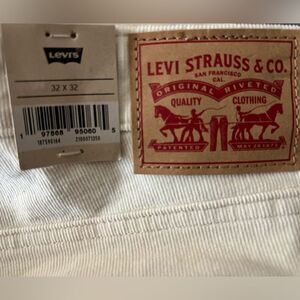 Levi's
32 X 32
1 97868 95060 5
LEVI STRAUSS & CO.
SAN FRANCISCO
CAL.
ORIGINAL RIVETED
QUALITY CLOTHING
PATENTED MAY 20 1873